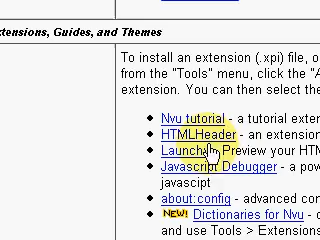 xtensions, Guides, and Themes
To install an extension (.xpi) file, o
from the "Tools" menu, click the "A
extension. You can then select the
Nvu tutorial - a tutorial exten
HTMLHeader - an extension
Launchy Preview your HTM
Javascript Debugger - a pow
javascipt
about:config - advanced con
NEW! Dictionaries for Nvu - o
and use Tools > Extensions